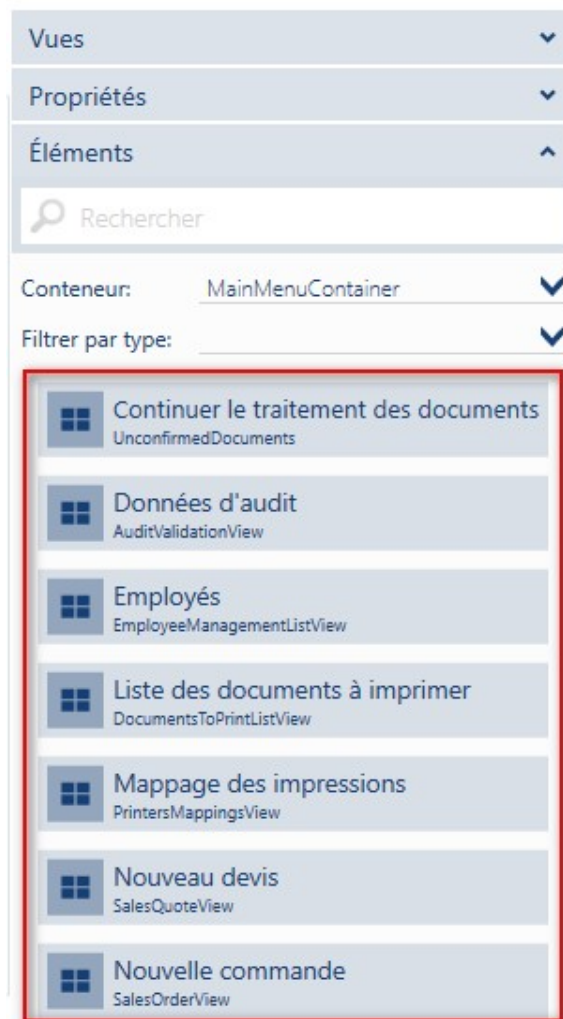 Vues
Propriétés
Éléments
Rechercher
Conteneur: MainMenuContainer
Filtrer par type:
Continuer le traitement des documents
UnconfirmedDocuments
Données d'audit
AuditValidationView
Employés
EmployeeManagementListView
Liste des documents à imprimer
DocumentsToPrintListView
Mappage des impressions
PrintersMappingsView
Nouveau devis
SalesQuoteView
Nouvelle commande
SalesOrderView